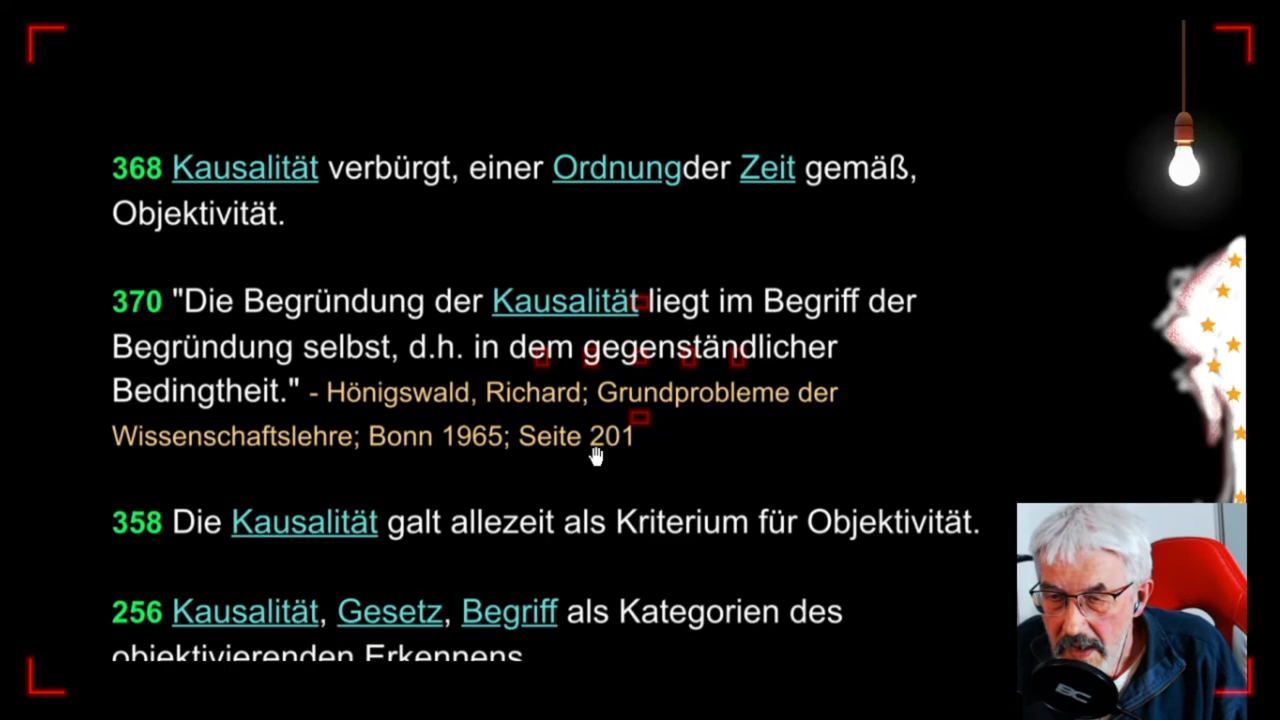 368 Kausalität verbürgt, einer Ordnungder Zeit gemäß,
Objektivität.
370 "Die Begründung der Kausalität liegt im Begriff der
Begründung selbst, d.h. in dem gegenständlicher
Bedingtheit." - Hönigswald, Richard; Grundprobleme der
Wissenschaftslehre; Bonn 1965; Seite 201
358 Die Kausalität galt allezeit als Kriterium für Objektivität.
256 Kausalität, Gesetz, Begriff als Kategorien des
objektivierenden Erkennens